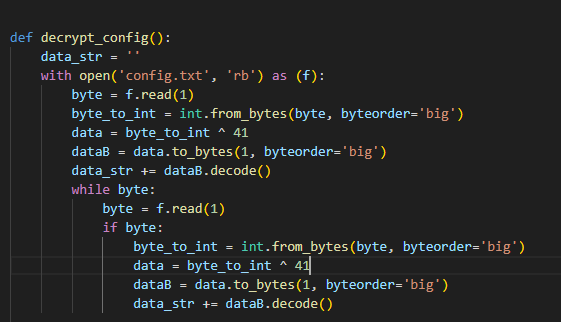 def decrypt_config():
    data_str = ''
    with open('config.txt', 'rb') as (f):
        byte = f.read(1)
        byte_to_int = int.from_bytes(byte, byteorder='big')
        data = byte_to_int ^ 41
        dataB = data.to_bytes(1, byteorder='big')
        data_str += dataB.decode()
        while byte:
            byte = f.read(1)
            if byte:
                byte_to_int = int.from_bytes(byte, byteorder='big')
                data = byte_to_int ^ 41
                dataB = data.to_bytes(1, byteorder='big')
                data_str += dataB.decode()